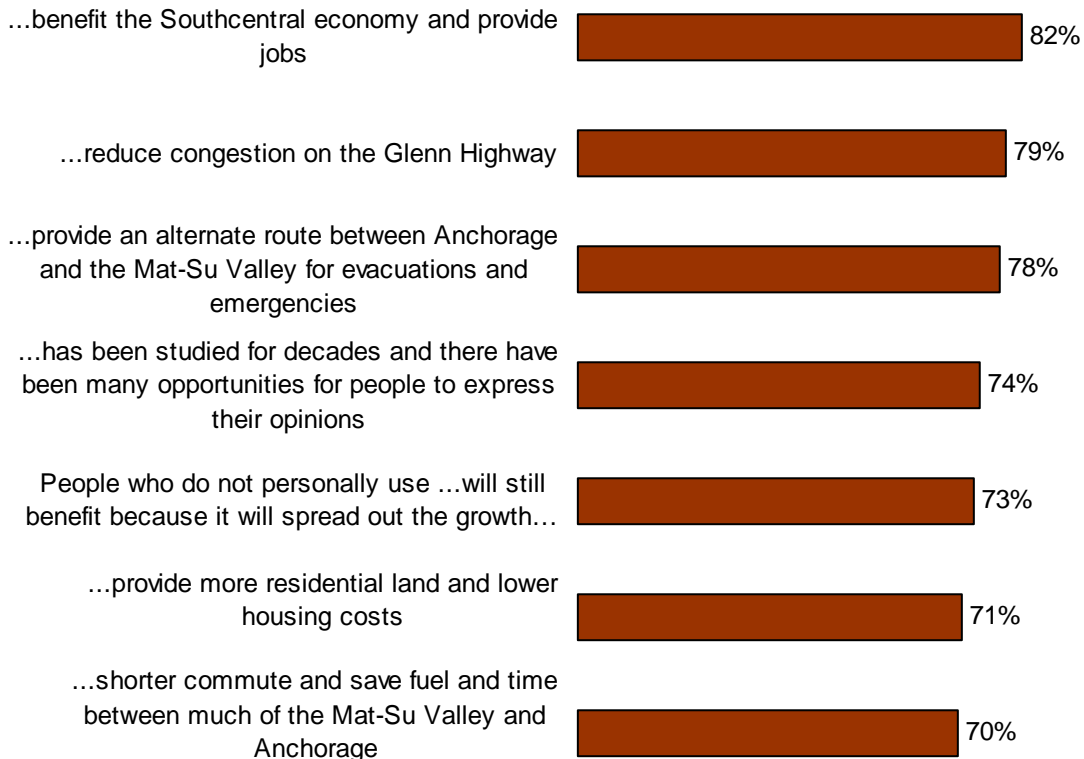 …benefit the Southcentral economy and provide
jobs
82%
…reduce congestion on the Glenn Highway
79%
…provide an alternate route between Anchorage
and the Mat-Su Valley for evacuations and
emergencies
78%
…has been studied for decades and there have
been many opportunities for people to express
their opinions
74%
People who do not personally use …will still
benefit because it will spread out the growth…
73%
…provide more residential land and lower
housing costs
71%
…shorter commute and save fuel and time
between much of the Mat-Su Valley and
Anchorage
70%